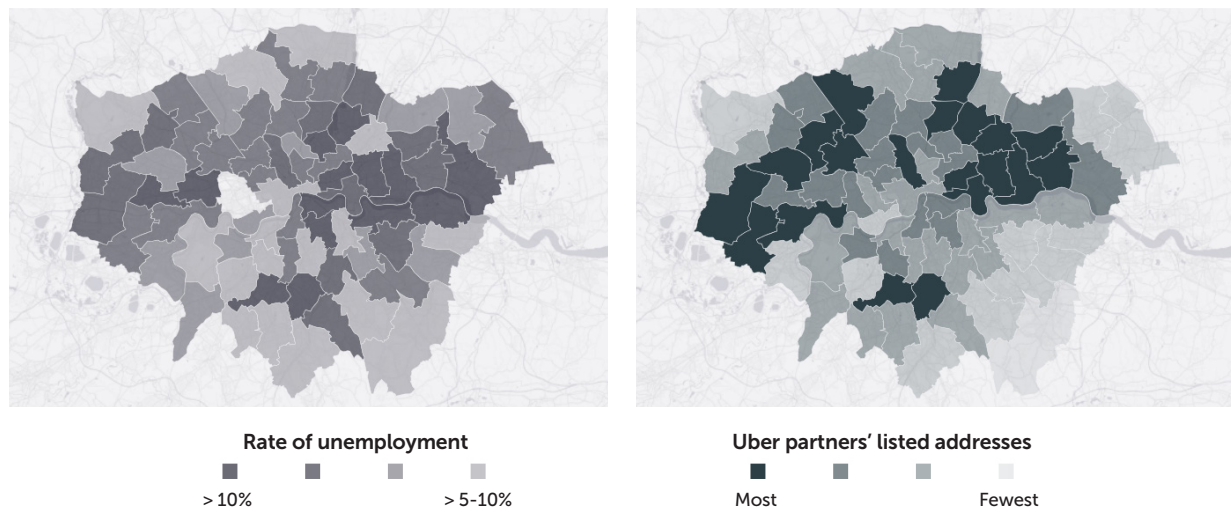 Rate of unemployment
> 10%
> 5-10%
Uber partners’ listed addresses
Most
Fewest